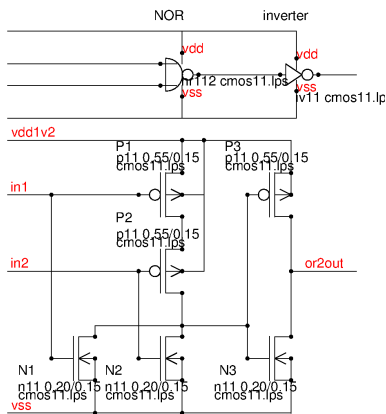 NOR inverter
vdd vdd
nr112 cmos11.lps
vss vss
iv11 cmos11.lps
vdd1v2
P1 P3
p11 0.55/0.15 p11 0.55/0.15
cmos11.lps cmos11.lps
in1
P2
p11 0.55/0.15
cmos11.lps
in2 or2out
N1 N2 N3
n11 0.20/0.15 n11 0.20/0.15 n11 0.20/0.15
cmos11.lps cmos11.lps cmos11.lps
vss